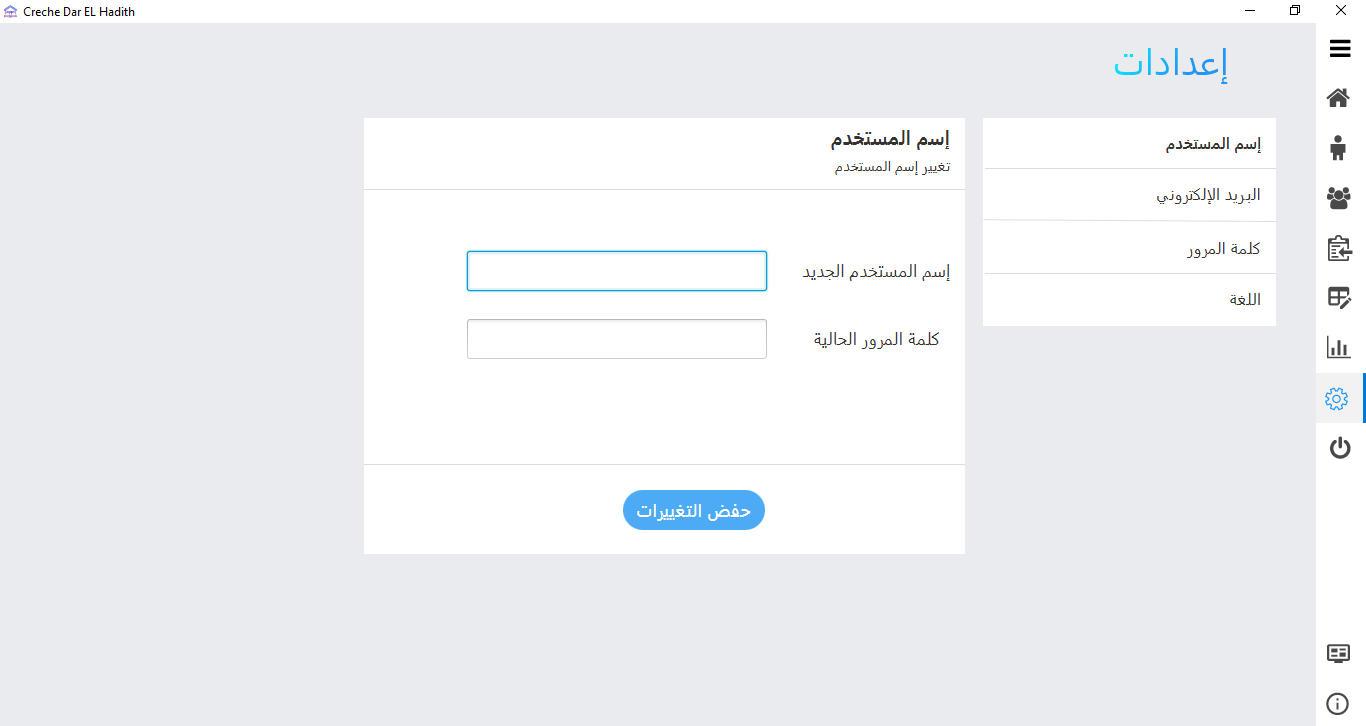 Creche Dar EL Hadith
إعدادات
إسم المستخدم
البريد الإلكتروني
كلمة المرور
اللغة
إسم المستخدم
تغيير إسم المستخدم
إسم المستخدم الجديد
كلمة المرور الحالية
حفض التغييرات